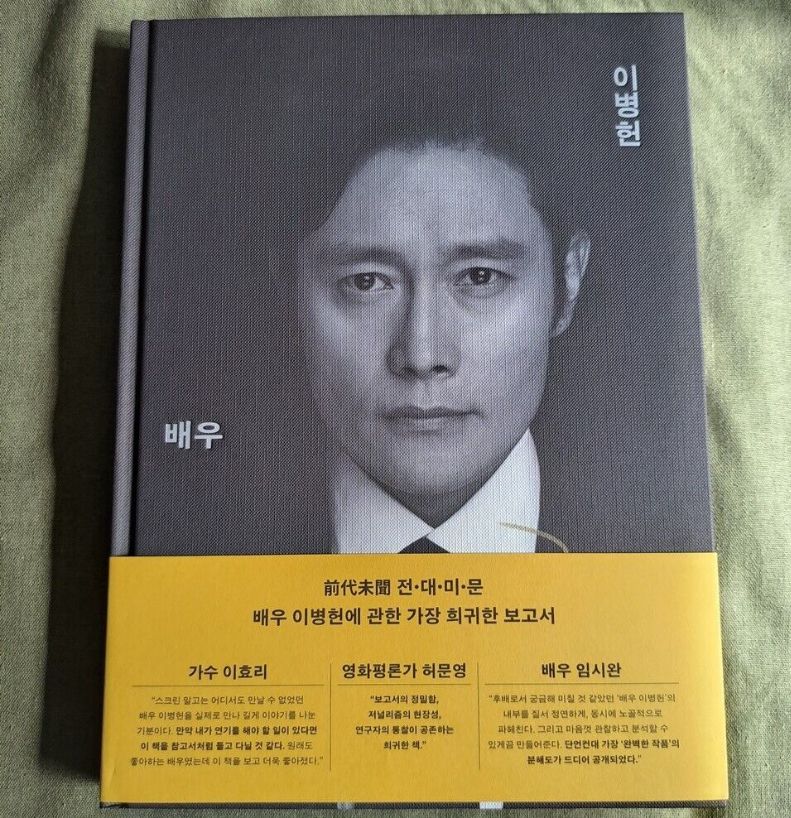 이병헌
배우
前代未聞 전·대·미·문
배우 이병헌에 관한 가장 희귀한 보고서
가수 이효리
“스크린 말고는 어디서도 만날 수 없었던
배우 이병헌을 실제로 만나 길게 이야기를 나눈
기분이다. 만약 내가 연기를 해야 할 일이 있다면
이 책을 참고서처럼 들고 다닐 것 같다. 원래도
좋아하는 배우였는데 이 책을 보고 더욱 좋아졌다.”
영화평론가 허문영
“보고서의 정밀함,
저널리즘의 현장성,
연구자의 통찰이 공존하는
희귀한 책.”
배우 임시완
“후배로서 궁금해 미칠 것 같았던 ‘배우 이병헌’의
내부를 질서 정연하게, 동시에 노골적으로
파헤친다. 그리고 마음껏 관찰하고 분석할 수
있게끔 만들어준다. 단언컨대 가장 ‘완벽한 작품’의
분해도가 드디어 공개되었다.”